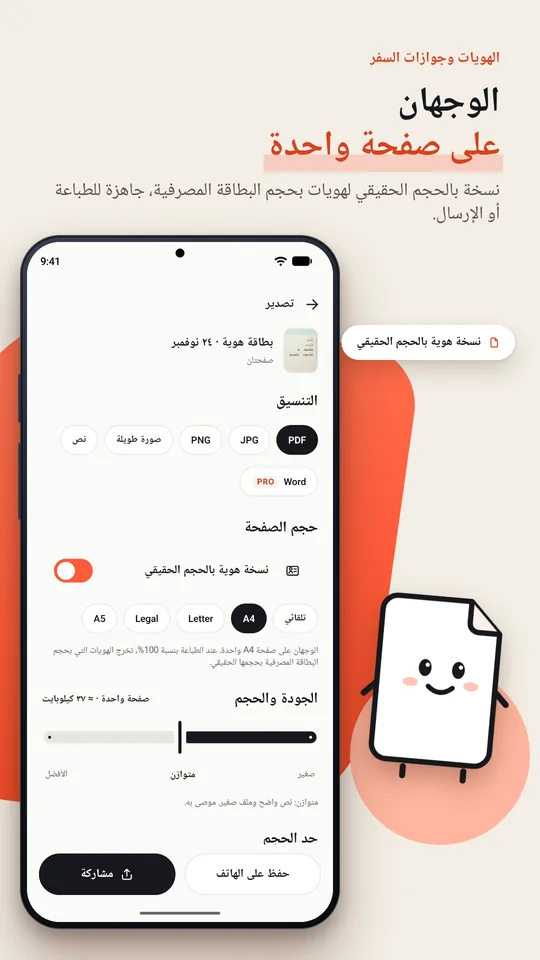 الهويات وجوازات السفر
الوجهان
على صفحة واحدة
نسخة بالحجم الحقيقي لهويات بحجم البطاقة المصرفية، جاهزة للطباعة
أو الإرسال.
9:41
تصدير
بطاقة هوية · ٢٤ نوفمبر
صفحتان
نسخة هوية بالحجم الحقيقي
التنسيق
PDF JPG PNG صورة طويلة نص
Word PRO
حجم الصفحة
نسخة هوية بالحجم الحقيقي
تلقائي A4 Letter Legal A5
الوجهان على صفحة A4 واحدة. عند الطباعة بنسبة 100%، تخرج الهويات التي بحجم
البطاقة المصرفية بحجمها الحقيقي.
الجودة والحجم صفحة واحدة · ≈ ٣٧ كيلوبايت
صغير متوازن الأفضل
متوازن: نص واضح وملف صغير. موصى به.
حد الحجم
حفظ على الهاتف مشاركة